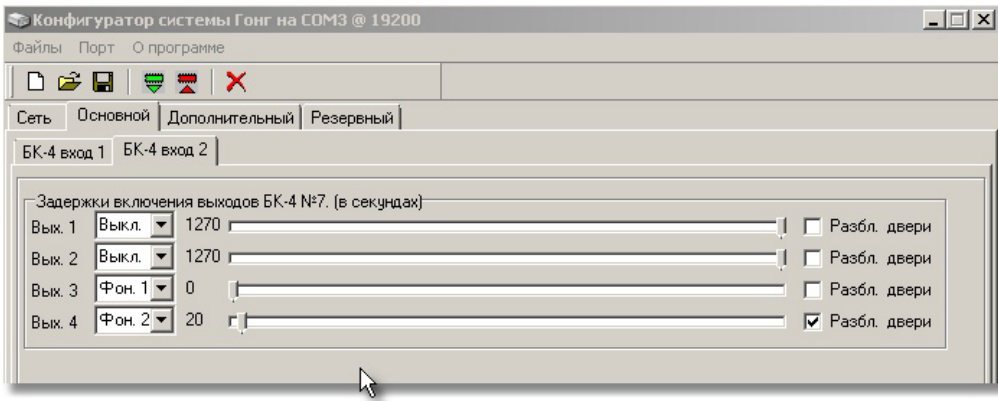 Конфигуратор системы Гонг на COM3 @ 19200
Файлы Порт О программе
Сеть Основной Дополнительный Резервный
БК-4 вход 1 БК-4 вход 2
Задержки включения выходов БК-4 №7. (в секундах)
Вых. 1 Выкл. 1270 Разбл. двери
Вых. 2 Выкл. 1270 Разбл. двери
Вых. 3 Фон. 1 0 Разбл. двери
Вых. 4 Фон. 2 20 Разбл. двери